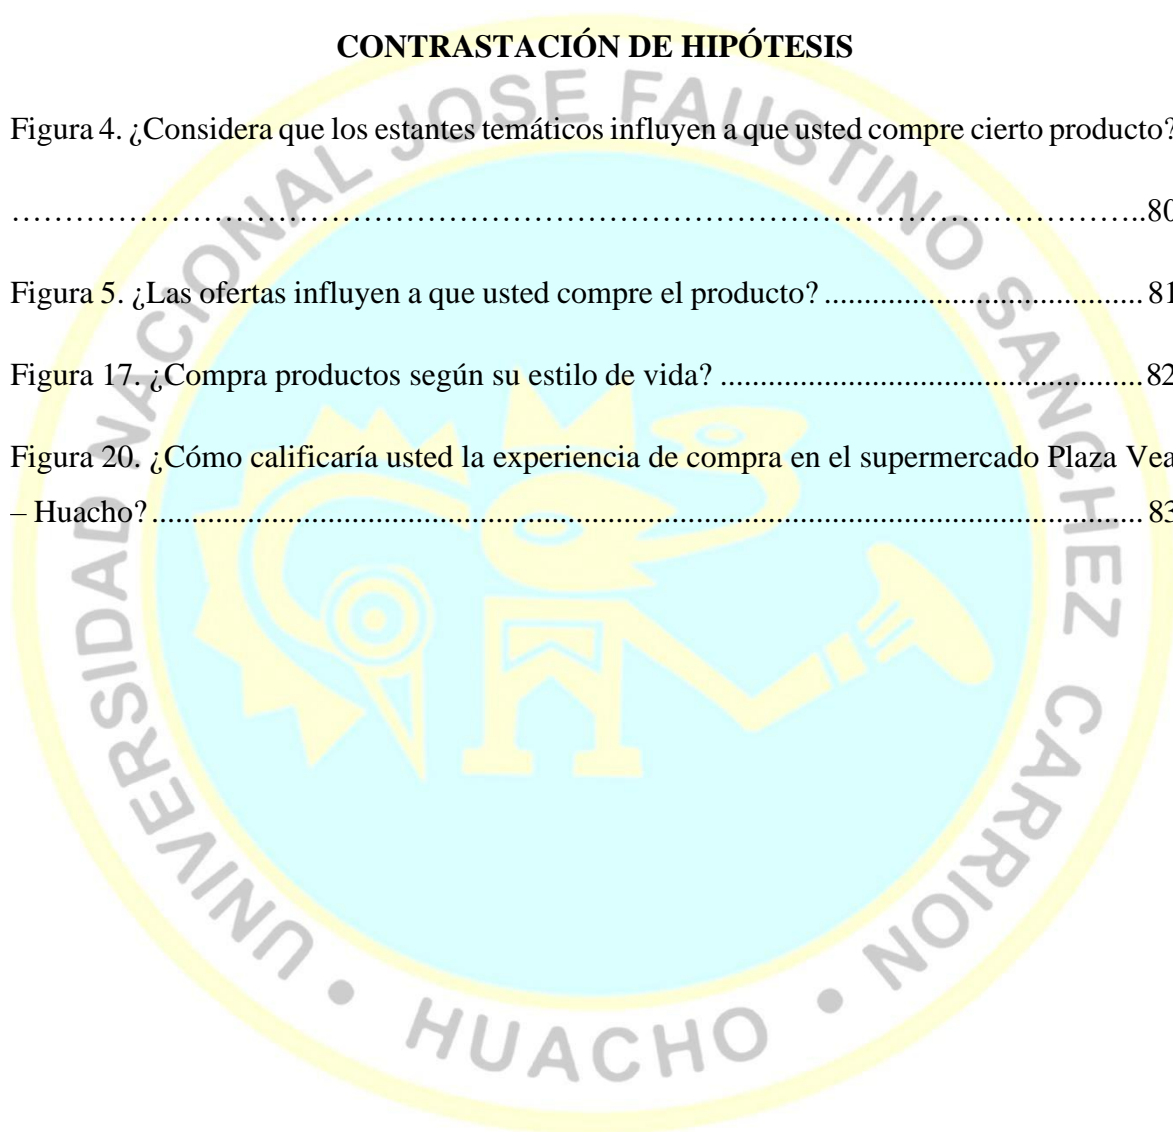 CONTRASTACIÓN DE HIPÓTESIS
Figura 4. ¿Considera que los estantes temáticos influyen a que usted compre cierto producto?
……………………………………………………………………………………………..80
Figura 5. ¿Las ofertas influyen a que usted compre el producto? ....................................... 81
Figura 17. ¿Compra productos según su estilo de vida? .................................................... 82
Figura 20. ¿Cómo calificaría usted la experiencia de compra en el supermercado Plaza Vea
– Huacho? ......................................................................................................................... 83
UNIVERSIDAD NACIONAL JOSE FAUSTINO SANCHEZ CARRION • HUACHO •